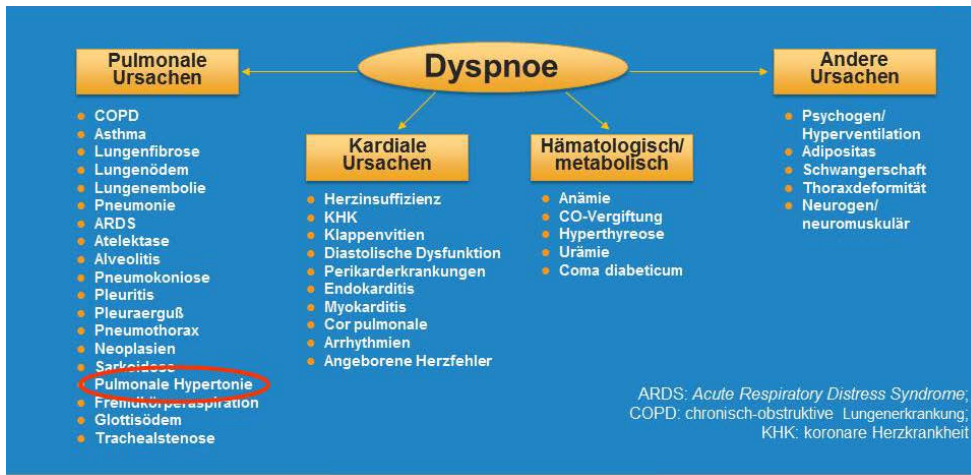 Dyspnoe
Pulmonale
Ursachen
COPD
Asthma
Lungenfibrose
Lungenödem
Lungenembolie
Pneumonie
ARDS
Atelektase
Alveolitis
Pneumokoniose
Pleuritis
Pleuraerguß
Pneumothorax
Neoplasien
Sarkoidose
Pulmonale Hypertonie
Fremdkörperaspiration
Glottisödem
Trachealstenose
Kardiale
Ursachen
Herzinsuffizienz
KHK
Klappenvitien
Diastolische Dysfunktion
Perikarderkrankungen
Endokarditis
Myokarditis
Cor pulmonale
Arrhythmien
Angeborene Herzfehler
Hämatologisch/
metabolisch
Anämie
CO-Vergiftung
Hyperthyreose
Urämie
Coma diabeticum
Andere
Ursachen
Psychogen/
Hyperventilation
Adipositas
Schwangerschaft
Thoraxdeformität
Neurogen/
neuromuskulär
ARDS: Acute Respiratory Distress Syndrome;
COPD: chronisch-obstruktive Lungenerkrankung;
KHK: koronare Herzkrankheit